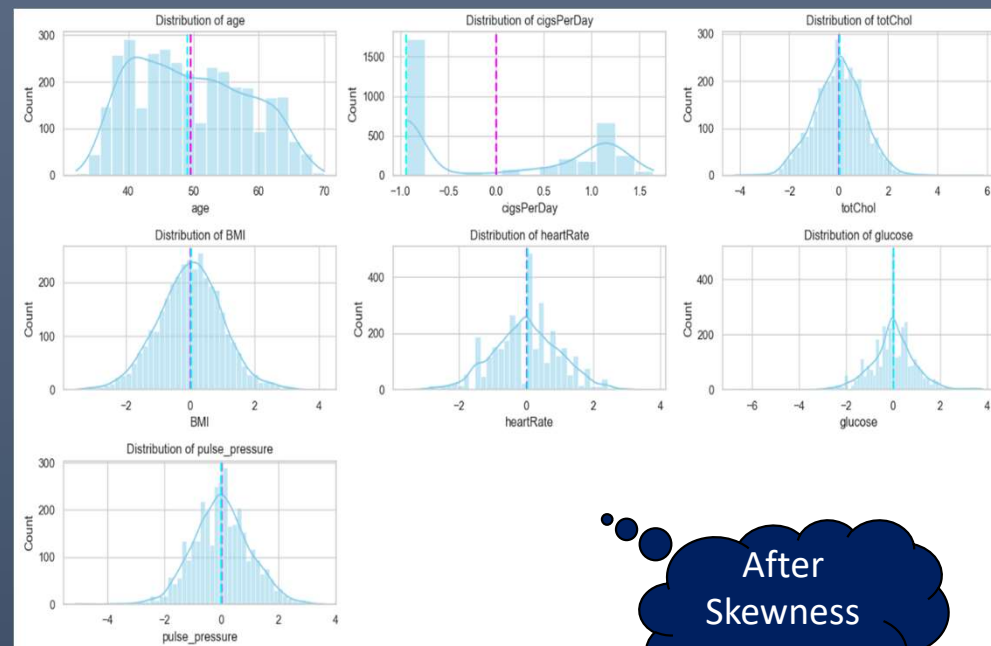 Distribution of age
300
200
100
0
Count
40 50 60 70
age
Distribution of cigsPerDay
1500
1000
500
0
Count
−1.0 −0.5 0.0 0.5 1.0 1.5
cigsPerDay
Distribution of totChol
300
200
100
0
Count
−4 −2 0 2 4 6
totChol
Distribution of BMI
200
100
0
Count
−2 0 2 4
BMI
Distribution of heartRate
400
200
0
Count
−2 0 2 4
heartRate
Distribution of glucose
400
200
0
Count
−6 −4 −2 0 2 4
glucose
Distribution of pulse_pressure
300
200
100
0
Count
−4 −2 0 2 4
pulse_pressure
After
Skewness